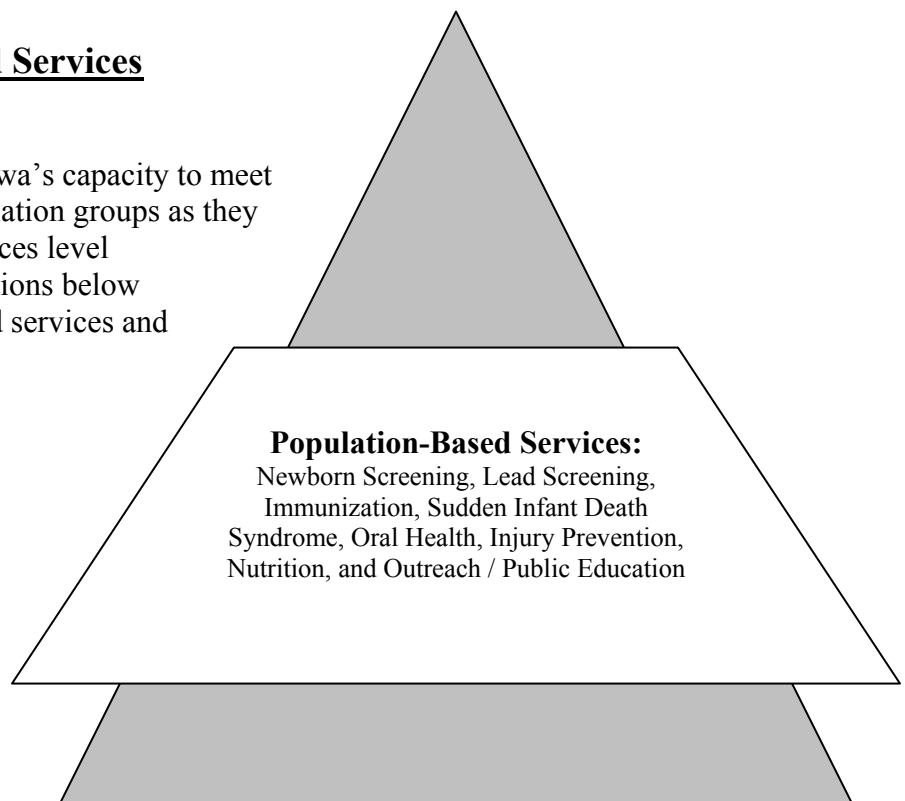 Services
wa’s capacity to meet
ation groups as they
ces level
tions below
d services and
Population-Based Services:
Newborn Screening, Lead Screening,
Immunization, Sudden Infant Death
Syndrome, Oral Health, Injury Prevention,
Nutrition, and Outreach / Public Education